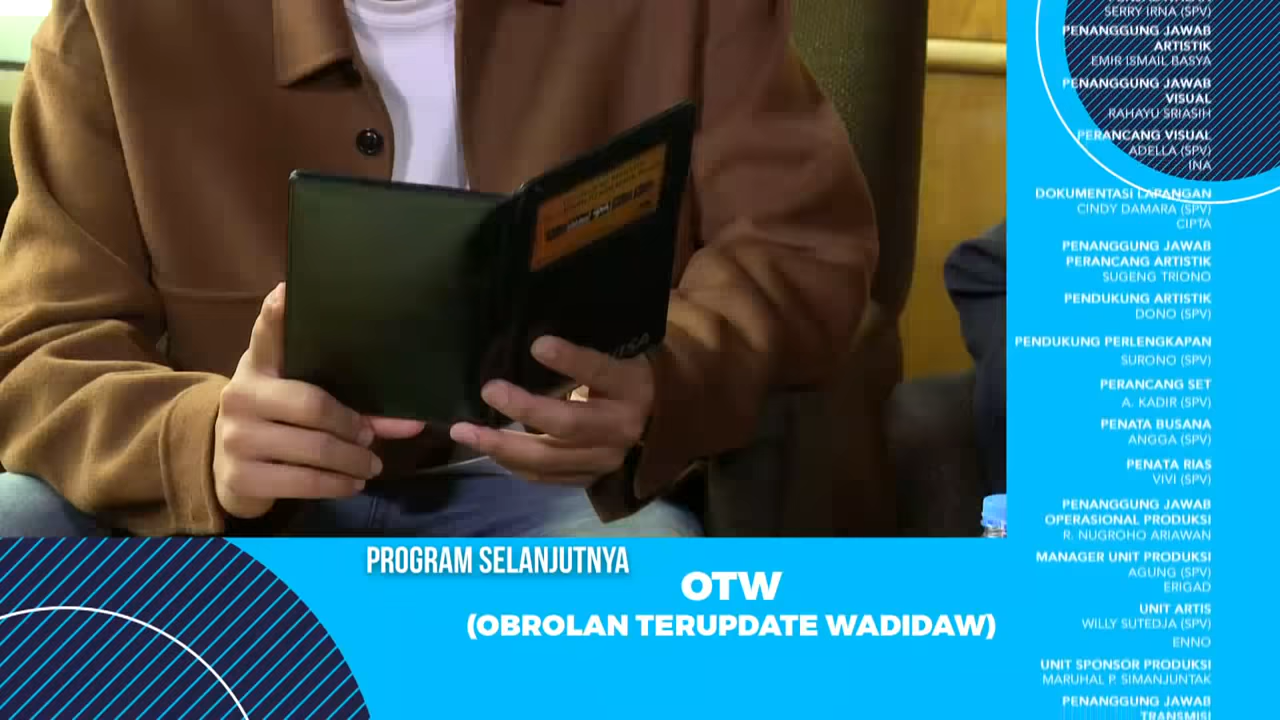 SERRY IRNA (SPV)
PENANGGUNG JAWAB
ARTISTIK
EMIR ISMAIL BASYA
PENANGGUNG JAWAB
VISUAL
RAHAYU SRIASIH
PERANCANG VISUAL
ADELLA (SPV)
INA
DOKUMENTASI LAPANGAN
CINDY DAMARA (SPV)
CIPTA
PENANGGUNG JAWAB
PERANCANG ARTISTIK
SUGENG TRIONO
PENDUKUNG ARTISTIK
DONO (SPV)
PENDUKUNG PERLENGKAPAN
SURONO (SPV)
PERANCANG SET
A. KADIR (SPV)
PENATA BUSANA
ANGGA (SPV)
PENATA RIAS
VIVI (SPV)
PENANGGUNG JAWAB
OPERASIONAL PRODUKSI
R. NUGROHO ARIAWAN
MANAGER UNIT PRODUKSI
AGUNG (SPV)
ERIGAD
UNIT ARTIS
WILLY SUTEDJA (SPV)
ENNO
UNIT SPONSOR PRODUKSI
MARUHAL P. SIMANJUNTAK
PENANGGUNG JAWAB
TRANSMISI
PROGRAM SELANJUTNYA
OTW
(OBROLAN TERUPDATE WADIDAW)